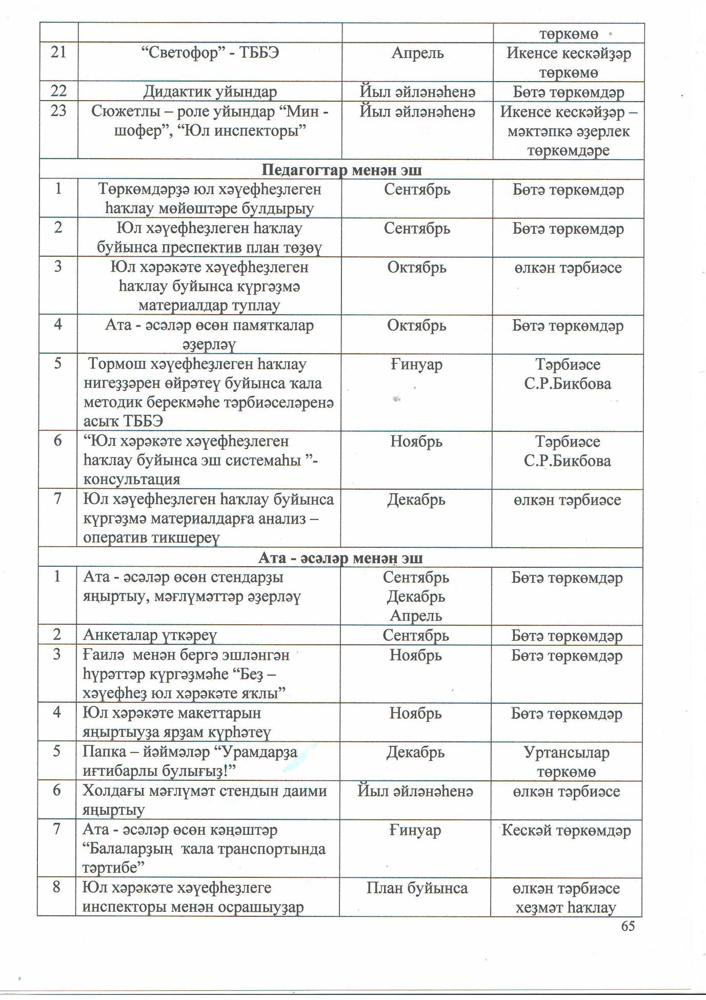 төркөмө
21 “Светофор” - ТББЭ Апрель Икенсе кескәйҙәр
төркөмө
22 Дидактик уйындар Йыл әйләнәһенә Бөтә төркөмдәр
23 Сюжетлы – роле уйындар “Мин - Йыл әйләнәһенә Икенсе кескәйҙәр –
шофер”, “Юл инспекторы” мәктәпкә әҙерлек
төркөмдәре
Педагогтар менән эш
1 Төркөмдәрҙә юл хәүефһеҙлеген Сентябрь Бөтә төркөмдәр
һаҡлау мөйөштәре булдырыу
2 Юл хәүефһеҙлеген һаҡлау Сентябрь Бөтә төркөмдәр
буйынса преспектив план төҙөү
3 Юл хәрәкәте хәүефһеҙлеген Октябрь өлкән тәрбиәсе
һаҡлау буйынса күргәҙмә
материалдар туплау
4 Ата - әсәләр өсөн памяткалар Октябрь Бөтә төркөмдәр
әҙерләү
5 Тормош хәүефһеҙлеген һаҡлау Ғинуар Тәрбиәсе
нигеҙҙәрен өйрәтеү буйынса ҡала С.Р.Бикбова
методик берекмәһе тәрбиәселәренә
асыҡ ТББЭ
6 “Юл хәрәкәте хәүефһеҙлеген Ноябрь Тәрбиәсе
һаҡлау буйынса эш системаһы ”- С.Р.Бикбова
консультация
7 Юл хәүефһеҙлеген һаҡлау буйынса Декабрь өлкән тәрбиәсе
күргәҙмә материалдарға анализ –
оператив тикшереү
Ата - әсәләр менән эш
1 Ата - әсәләр өсөн стендарҙы Сентябрь Бөтә төркөмдәр
яңыртыу, мәғлүмәттәр әҙерләү Декабрь
Апрель
2 Анкеталар үткәреү Сентябрь Бөтә төркөмдәр
3 Ғаилә менән бергә эшләнгән Ноябрь Бөтә төркөмдәр
һүрәттәр күргәҙмәһе “Беҙ –
хәүефһеҙ юл хәрәкәте яҡлы”
4 Юл хәрәкәте макеттарын Ноябрь Бөтә төркөмдәр
яңыртыуҙа ярҙам күрһәтеү
5 Папка – йәймәләр “Урамдарҙа Декабрь Уртансылар
иғтибарлы булығыҙ!” төркөмө
6 Холдағы мәғлүмәт стендын даими Йыл әйләнәһенә өлкән тәрбиәсе
яңыртыу
7 Ата - әсәләр өсөн кәңәштәр Ғинуар Кескәй төркөмдәр
“Балаларҙың ҡала транспортында
тәртибе”
8 Юл хәрәкәте хәүефһеҙлеге План буйынса өлкән тәрбиәсе
инспекторы менән осрашыуҙар хеҙмәт һаҡлау
65